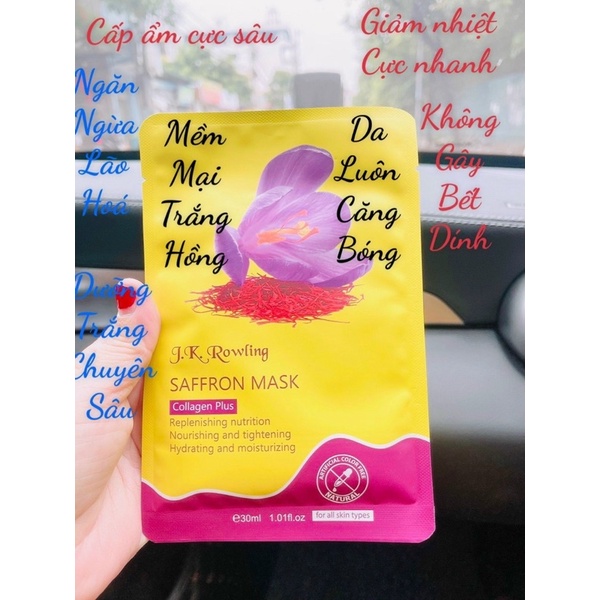 Cấp ẩm cực sâu
Giảm nhiệt
Cực nhanh
Ngăn
Ngừa
Lão
Hoá
Mềm
Mại
Trắng
Hồng
Da
Luôn
Căng
Bóng
Không
Gây
Bết
Dính
Dưỡng
Trắng
Chuyên
Sâu
J.K. Rowling
SAFFRON MASK
Collagen Plus
Replenishing nutrition
Nourishing and tightening
Hydrating and moisturizing
ARTIFICIAL COLOR FREE
NATURAL
℮30ml 1.01fl.oz
for all skin types